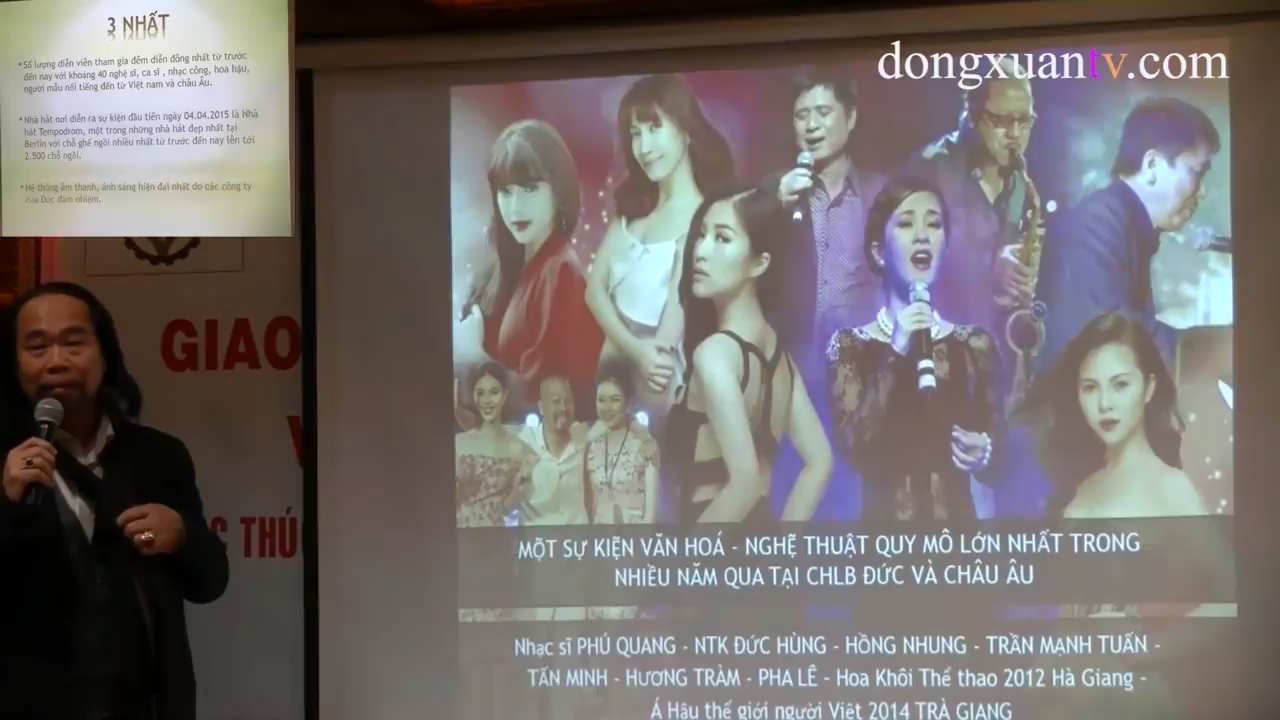 3 NHẤT
• Số lượng diễn viên tham gia đêm diễn đông nhất từ trước
đến nay với khoảng 40 nghệ sĩ, ca sĩ , nhạc công, hoa hậu,
người mẫu nổi tiếng đến từ Việt nam và châu Âu.
• Nhà hát nơi diễn ra sự kiện đầu tiên ngày 04.04.2015 là Nhà
hát Tempodrom, một trong những nhà hát đẹp nhất tại
Berlin với chỗ ghế ngồi nhiều nhất từ trước đến nay lên tới
2.500 chỗ ngồi.
• Hệ thống âm thanh, ánh sáng hiện đại nhất do các công ty
của Đức đảm nhiệm.
dongxuantv.com
GIAO
V
C THÚ
MỘT SỰ KIỆN VĂN HOÁ - NGHỆ THUẬT QUY MÔ LỚN NHẤT TRONG
NHIỀU NĂM QUA TẠI CHLB ĐỨC VÀ CHÂU ÂU
Nhạc sĩ PHÚ QUANG - NTK ĐỨC HÙNG - HỒNG NHUNG - TRẦN MẠNH TUẤN -
TẤN MINH - HƯƠNG TRÀM - PHA LÊ - Hoa Khôi Thể thao 2012 Hà Giang -
Á Hậu thế giới người Việt 2014 TRÀ GIANG